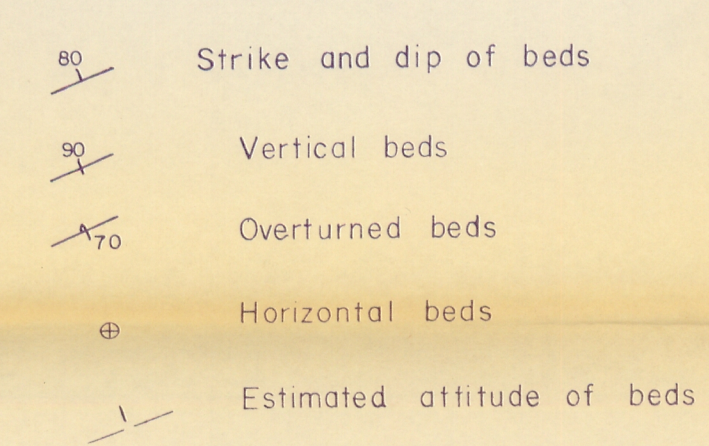 80 Strike and dip of beds
90 Vertical beds
70 Overturned beds
Horizontal beds
Estimated attitude of beds